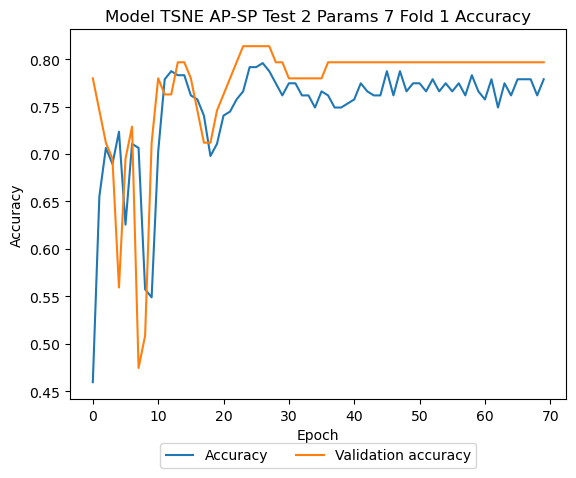 Model TSNE AP-SP Test 2 Params 7 Fold 1 Accuracy
0.80
0.75
0.70
0.65
0.60
0.55
0.50
0.45
Accuracy
0 10 20 30 40 50 60 70
Epoch
Accuracy Validation accuracy